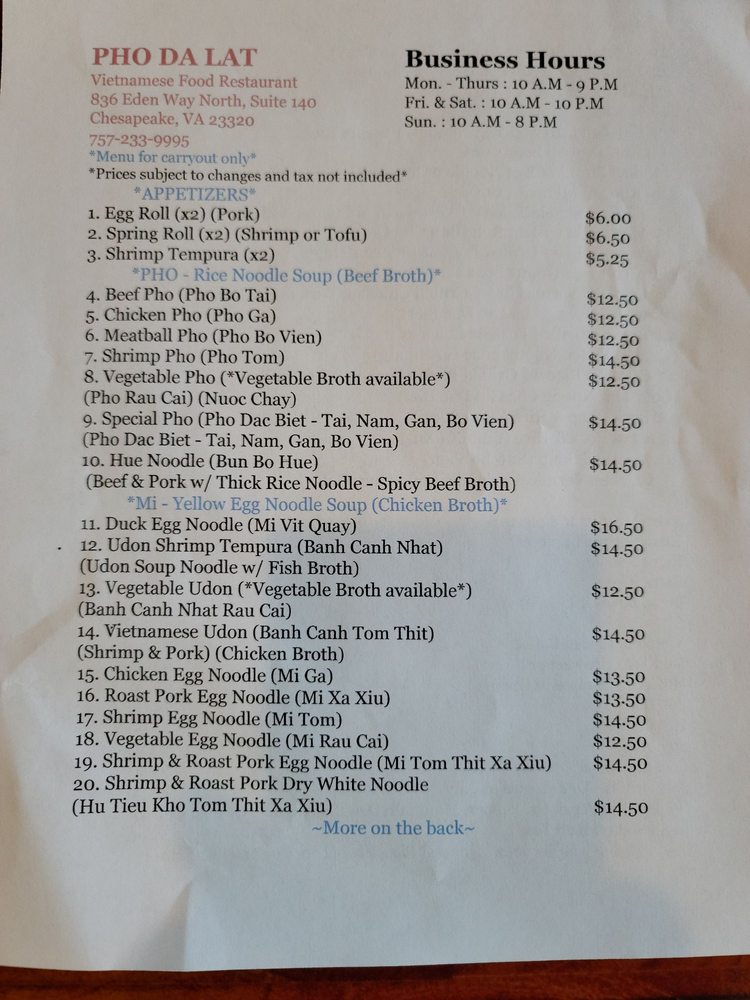 PHO DA LAT
Vietnamese Food Restaurant
836 Eden Way North, Suite 140
Chesapeake, VA 23320
757-233-9995
Business Hours
Mon. - Thurs : 10 A.M - 9 P.M
Fri. & Sat. : 10 A.M - 10 P.M
Sun. : 10 A.M - 8 P.M
*Menu for carryout only*
*Prices subject to changes and tax not included*
*APPETIZERS*
1. Egg Roll (x2) (Pork) $6.00
2. Spring Roll (x2) (Shrimp or Tofu) $6.50
3. Shrimp Tempura (x2) $5.25
*PHO - Rice Noodle Soup (Beef Broth)*
4. Beef Pho (Pho Bo Tai) $12.50
5. Chicken Pho (Pho Ga) $12.50
6. Meatball Pho (Pho Bo Vien) $12.50
7. Shrimp Pho (Pho Tom) $14.50
8. Vegetable Pho (*Vegetable Broth available*) $12.50
(Pho Rau Cai) (Nuoc Chay)
9. Special Pho (Pho Dac Biet - Tai, Nam, Gan, Bo Vien) $14.50
(Pho Dac Biet - Tai, Nam, Gan, Bo Vien)
10. Hue Noodle (Bun Bo Hue) $14.50
(Beef & Pork w/ Thick Rice Noodle - Spicy Beef Broth)
*Mi - Yellow Egg Noodle Soup (Chicken Broth)*
11. Duck Egg Noodle (Mi Vit Quay) $16.50
12. Udon Shrimp Tempura (Banh Canh Nhat) $14.50
(Udon Soup Noodle w/ Fish Broth)
13. Vegetable Udon (*Vegetable Broth available*) $12.50
(Banh Canh Nhat Rau Cai)
14. Vietnamese Udon (Banh Canh Tom Thit) $14.50
(Shrimp & Pork) (Chicken Broth)
15. Chicken Egg Noodle (Mi Ga) $13.50
16. Roast Pork Egg Noodle (Mi Xa Xiu) $13.50
17. Shrimp Egg Noodle (Mi Tom) $14.50
18. Vegetable Egg Noodle (Mi Rau Cai) $12.50
19. Shrimp & Roast Pork Egg Noodle (Mi Tom Thit Xa Xiu) $14.50
20. Shrimp & Roast Pork Dry White Noodle
(Hu Tieu Kho Tom Thit Xa Xiu) $14.50
~More on the back~